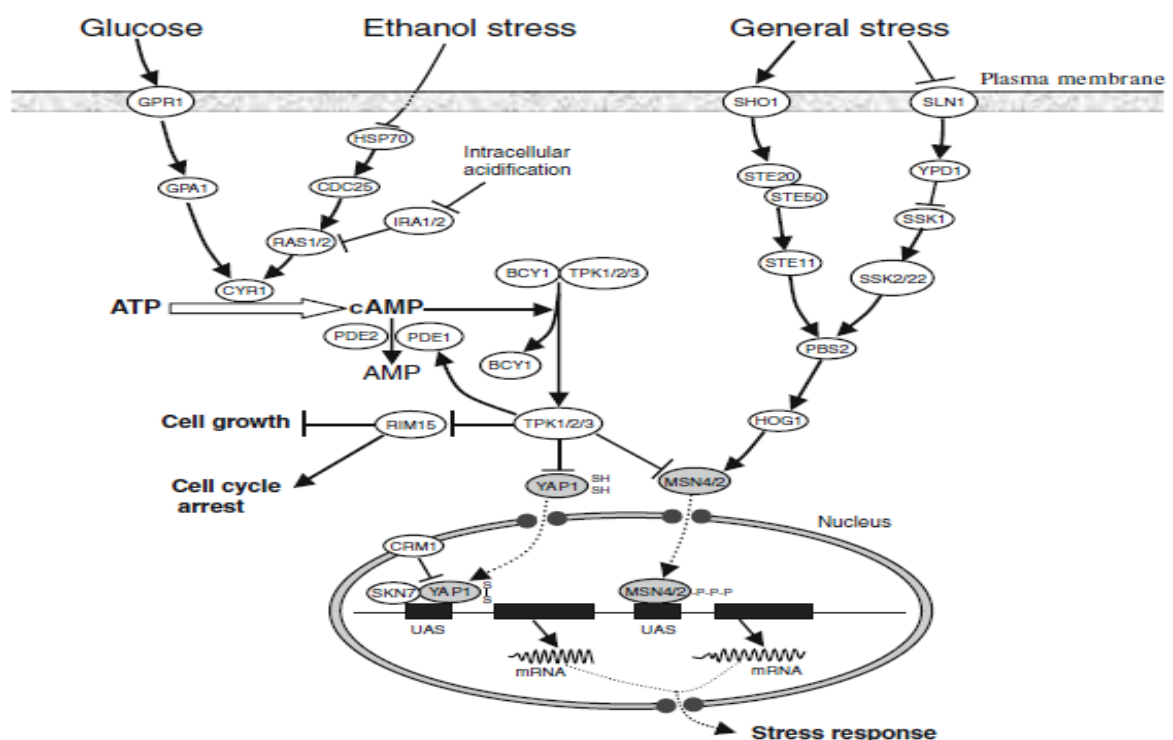 Glucose
Ethanol stress
General stress
Plasma membrane
GPR1
SHO1
SLN1
HSP70
Intracellular
acidification
GPA1
CDC25
STE20
STE50
YPD1
IRA1/2
SSK1
RAS1/2
STE11
SSK2/22
CYR1
BCY1
TPK1/2/3
ATP
cAMP
PDE2
PDE1
PBS2
BCY1
AMP
Cell growth
RIM15
TPK1/2/3
HOG1
Cell cycle
arrest
YAP1
SH
SH
MSN4/2
Nucleus
CRM1
SKN7
YAP1
S
S
MSN4/2
-P-P-P
UAS
UAS
mRNA
mRNA
Stress response